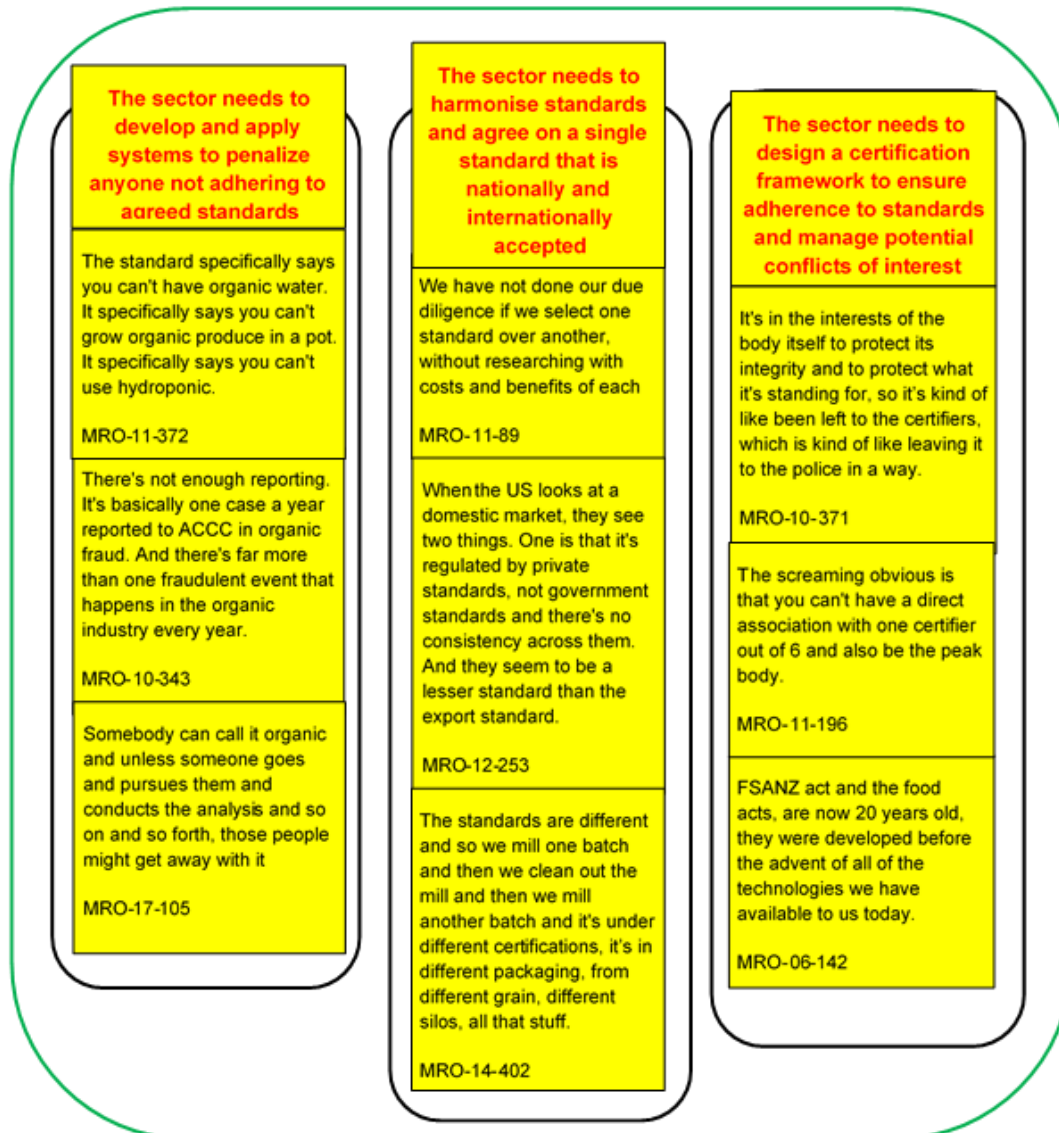 The sector needs to
develop and apply
systems to penalize
anyone not adhering to
agreed standards
The standard specifically says
you can't have organic water.
It specifically says you can't
grow organic produce in a pot.
It specifically says you can't
use hydroponic.
MRO-11-372
There's not enough reporting.
It's basically one case a year
reported to ACCC in organic
fraud. And there's far more
than one fraudulent event that
happens in the organic
industry every year.
MRO-10-343
Somebody can call it organic
and unless someone goes
and pursues them and
conducts the analysis and so
on and so forth, those people
might get away with it
MRO-17-105
The sector needs to
harmonise standards
and agree on a single
standard that is
nationally and
internationally
accepted
We have not done our due
diligence if we select one
standard over another,
without researching with
costs and benefits of each
MRO-11-89
When the US looks at a
domestic market, they see
two things. One is that it's
regulated by private
standards, not government
standards and there's no
consistency across them.
And they seem to be a
lesser standard than the
export standard.
MRO-12-253
The standards are different
and so we mill one batch
and then we clean out the
mill and then we mill
another batch and it's under
different certifications, it's in
different packaging, from
different grain, different
silos, all that stuff.
MRO-14-402
The sector needs to
design a certification
framework to ensure
adherence to standards
and manage potential
conflicts of interest
It's in the interests of the
body itself to protect its
integrity and to protect what
it's standing for, so it's kind of
like been left to the certifiers,
which is kind of like leaving it
to the police in a way.
MRO-10-371
The screaming obvious is
that you can't have a direct
association with one certifier
out of 6 and also be the peak
body.
MRO-11-196
FSANZ act and the food
acts, are now 20 years old,
they were developed before
the advent of all of the
technologies we have
available to us today.
MRO-06-142